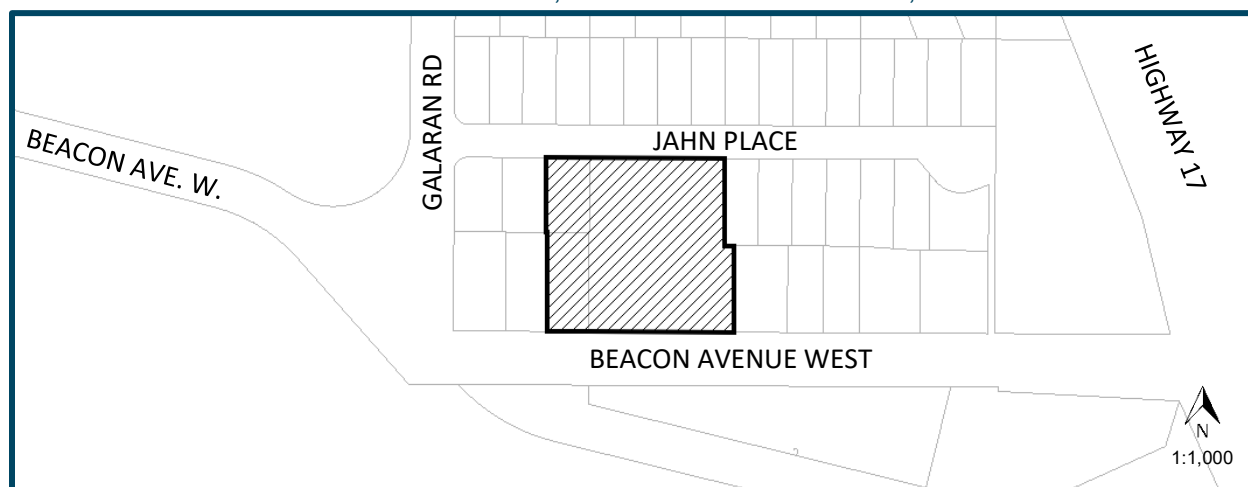 HIGHWAY 17
GALARAN RD
JAHN PLACE
BEACON AVE. W.
BEACON AVENUE WEST
N
1:1,000